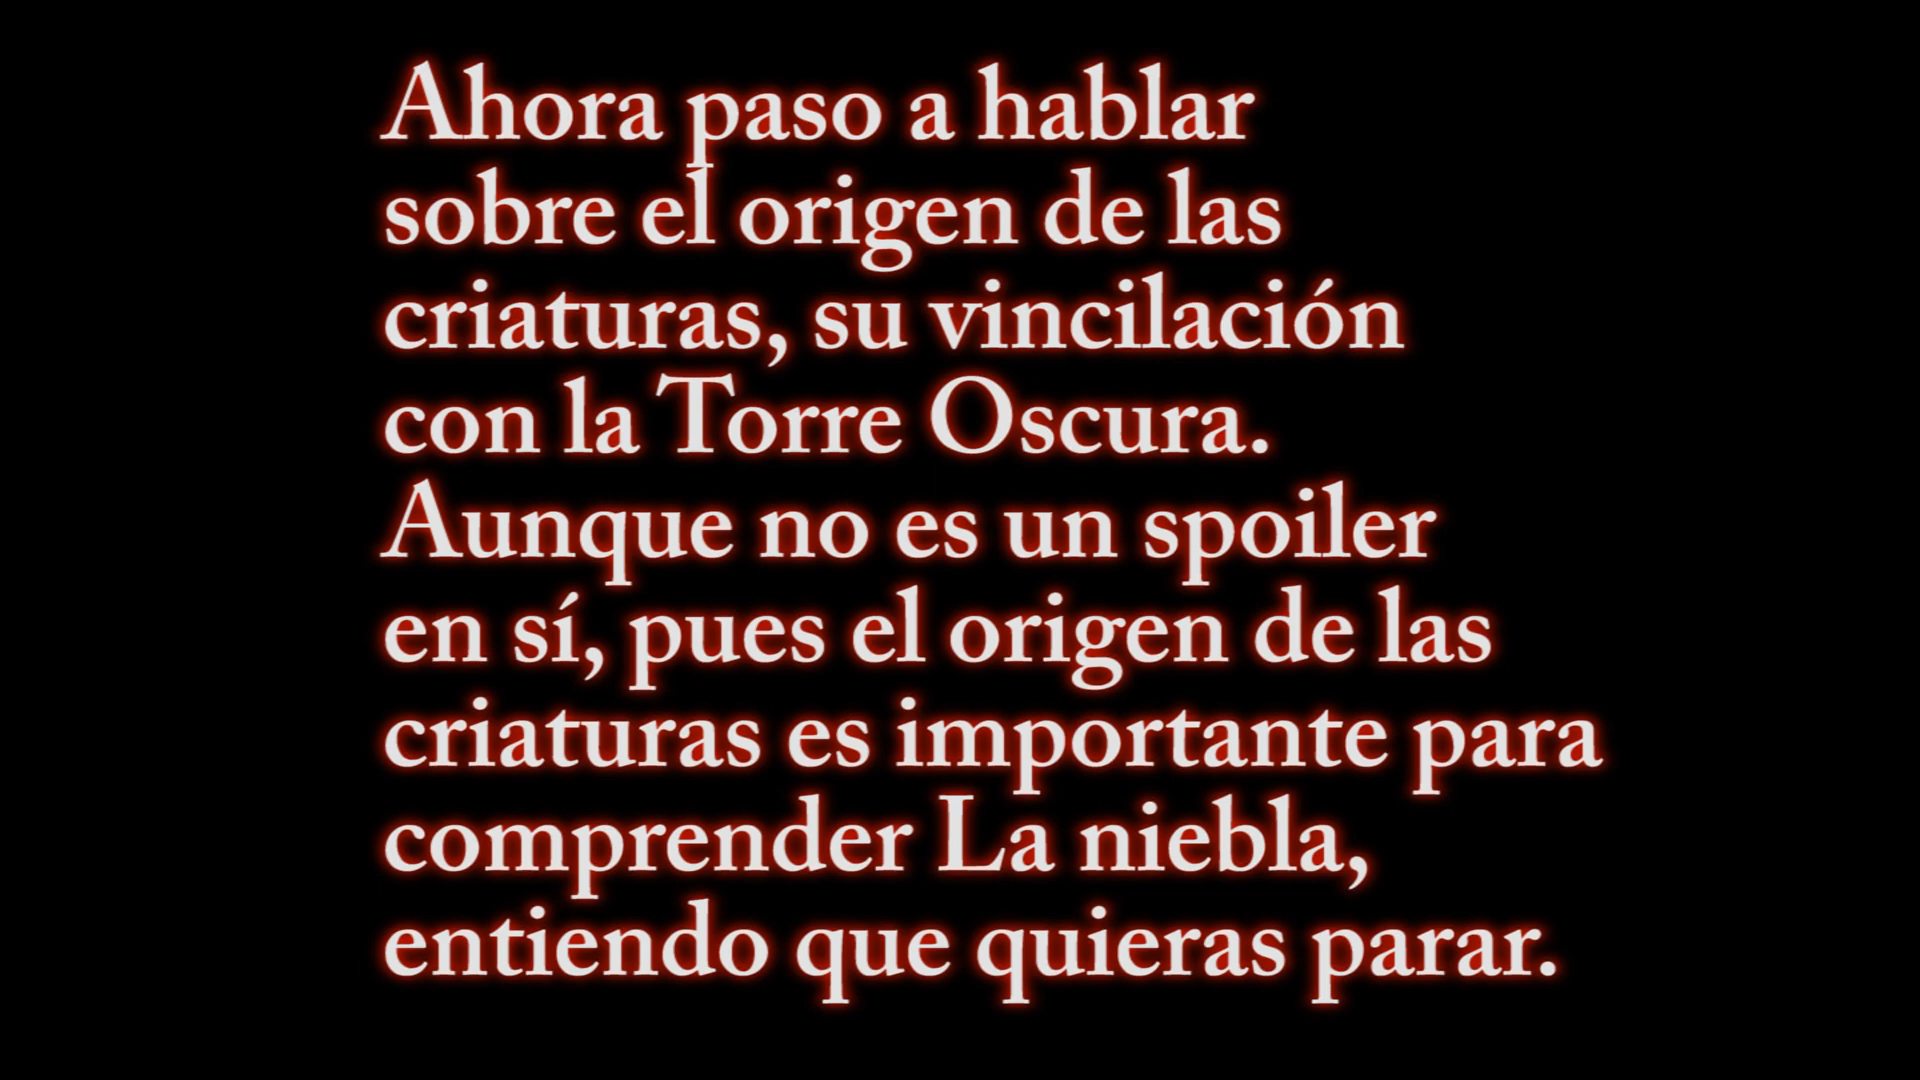 Ahora paso a hablar
sobre el origen de las
criaturas, su vincilación
con la Torre Oscura.
Aunque no es un spoiler
en sí, pues el origen de las
criaturas es importante para
comprender La niebla,
entiendo que quieras parar.